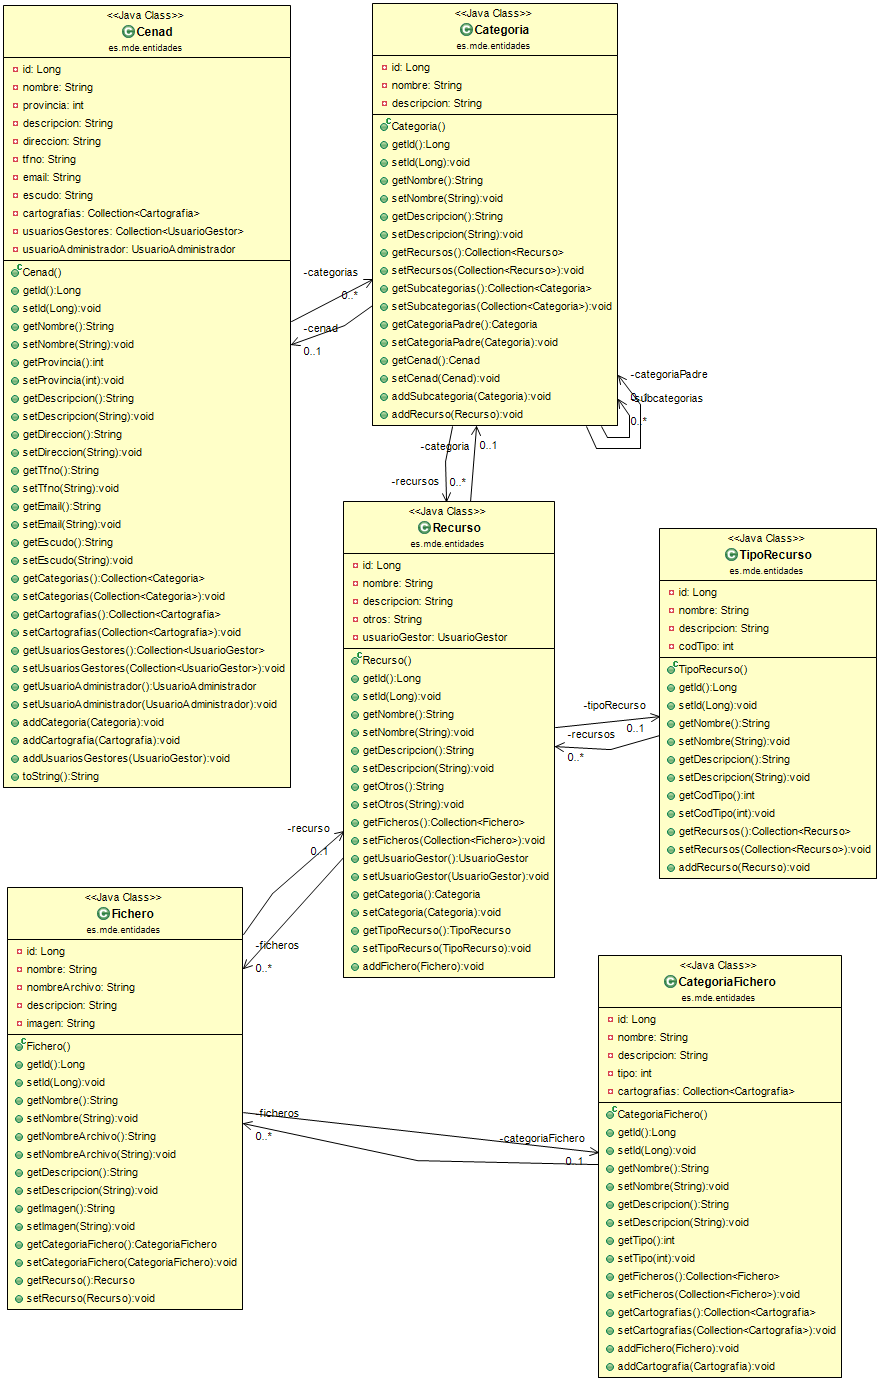 <<Java Class>>
Cenad
es.mde.entidades
id: Long
nombre: String
provincia: int
descripcion: String
direccion: String
tfno: String
email: String
escudo: String
cartografias: Collection<Cartografia>
usuariosGestores: Collection<UsuarioGestor>
usuarioAdministrador: UsuarioAdministrador
Cenad()
getId():Long
setId(Long):void
getNombre():String
setNombre(String):void
getProvincia():int
setProvincia(int):void
getDescripcion():String
setDescripcion(String):void
getDireccion():String
setDireccion(String):void
getTfno():String
setTfno(String):void
getEmail():String
setEmail(String):void
getEscudo():String
setEscudo(String):void
getCategorias():Collection<Categoria>
setCategorias(Collection<Categoria>):void
getCartografias():Collection<Cartografia>
setCartografias(Collection<Cartografia>):void
getUsuariosGestores():Collection<UsuarioGestor>
setUsuariosGestores(Collection<UsuarioGestor>):void
getUsuarioAdministrador():UsuarioAdministrador
setUsuarioAdministrador(UsuarioAdministrador):void
addCategoria(Categoria):void
addCartografia(Cartografia):void
addUsuariosGestores(UsuarioGestor):void
toString():String
-categorias
0..*
-cenad
0..1
<<Java Class>>
Categoria
es.mde.entidades
id: Long
nombre: String
descripcion: String
Categoria()
getId():Long
setId(Long):void
getNombre():String
setNombre(String):void
getDescripcion():String
setDescripcion(String):void
getRecursos():Collection<Recurso>
setRecursos(Collection<Recurso>):void
getSubcategorias():Collection<Categoria>
setSubcategorias(Collection<Categoria>):void
getCategoriaPadre():Categoria
setCategoriaPadre(Categoria):void
getCenad():Cenad
setCenad(Cenad):void
addSubcategoria(Categoria):void
addRecurso(Recurso):void
-categoriaPadre
-subcategorias
0..*
-categoria
0..1
-recursos
0..*
<<Java Class>>
Recurso
es.mde.entidades
id: Long
nombre: String
descripcion: String
otros: String
usuarioGestor: UsuarioGestor
Recurso()
getId():Long
setId(Long):void
getNombre():String
setNombre(String):void
getDescripcion():String
setDescripcion(String):void
getOtros():String
setOtros(String):void
getFicheros():Collection<Fichero>
setFicheros(Collection<Fichero>):void
getUsuarioGestor():UsuarioGestor
setUsuarioGestor(UsuarioGestor):void
getCategoria():Categoria
setCategoria(Categoria):void
getTipoRecurso():TipoRecurso
setTipoRecurso(TipoRecurso):void
addFichero(Fichero):void
-tipoRecurso
0..1
-recursos
0..*
<<Java Class>>
TipoRecurso
es.mde.entidades
id: Long
nombre: String
descripcion: String
codTipo: int
TipoRecurso()
getId():Long
setId(Long):void
getNombre():String
setNombre(String):void
getDescripcion():String
setDescripcion(String):void
getCodTipo():int
setCodTipo(int):void
getRecursos():Collection<Recurso>
setRecursos(Collection<Recurso>):void
addRecurso(Recurso):void
-recurso
0..1
-ficheros
0..*
<<Java Class>>
Fichero
es.mde.entidades
id: Long
nombre: String
nombreArchivo: String
descripcion: String
imagen: String
Fichero()
getId():Long
setId(Long):void
getNombre():String
setNombre(String):void
getNombreArchivo():String
setNombreArchivo(String):void
getDescripcion():String
setDescripcion(String):void
getImagen():String
setImagen(String):void
getCategoriaFichero():CategoriaFichero
setCategoriaFichero(CategoriaFichero):void
getRecurso():Recurso
setRecurso(Recurso):void
-ficheros
0..*
-categoriaFichero
0..1
<<Java Class>>
CategoriaFichero
es.mde.entidades
id: Long
nombre: String
descripcion: String
tipo: int
cartografias: Collection<Cartografia>
CategoriaFichero()
getId():Long
setId(Long):void
getNombre():String
setNombre(String):void
getDescripcion():String
setDescripcion(String):void
getTipo():int
setTipo(int):void
getFicheros():Collection<Fichero>
setFicheros(Collection<Fichero>):void
getCartografias():Collection<Cartografia>
setCartografias(Collection<Cartografia>):void
addFichero(Fichero):void
addCartografia(Cartografia):void